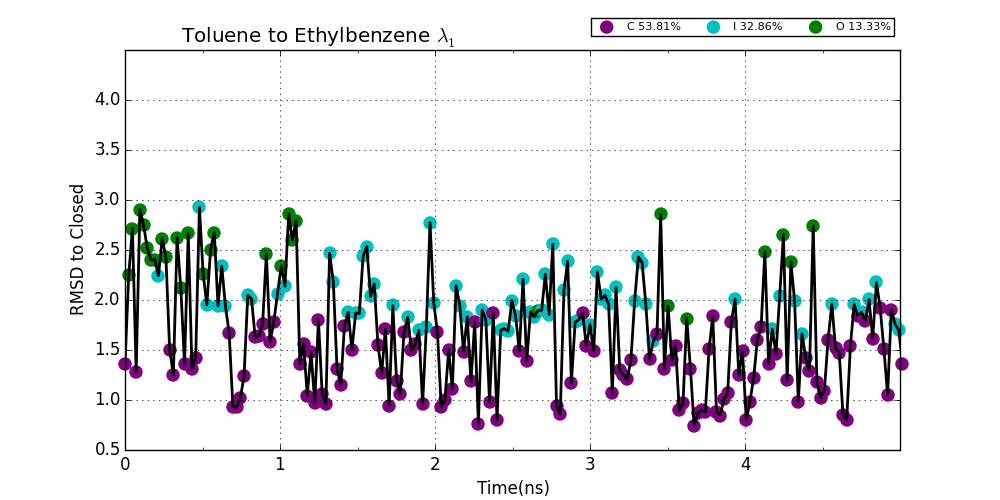 Toluene to Ethylbenzene λ1
C 53.81% I 32.86% O 13.33%
RMSD to Closed
4.0
3.5
3.0
2.5
2.0
1.5
1.0
0.5
0 1 2 3 4
Time(ns)